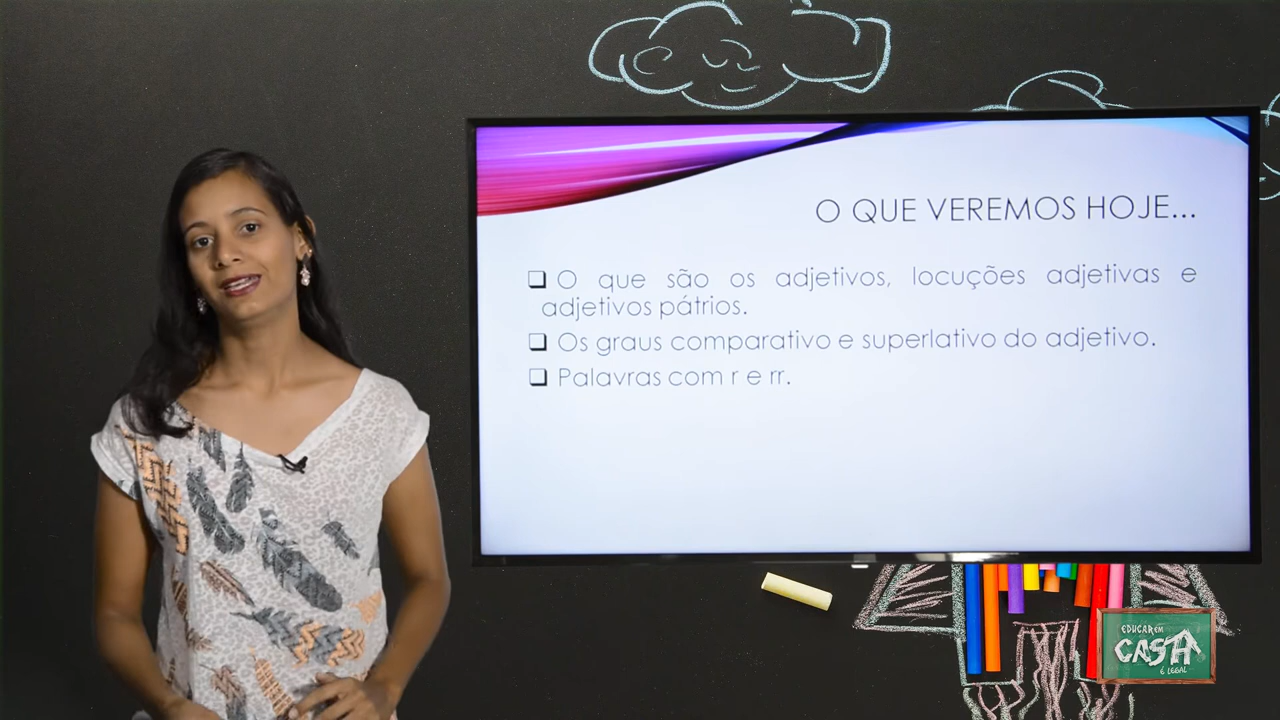 O QUE VEREMOS HOJE...
❑ O que são os adjetivos, locuções adjetivas e
adjetivos pátrios.
❑ Os graus comparativo e superlativo do adjetivo.
❑ Palavras com r e rr.
EDUCAR EM
CASA
É LEGAL